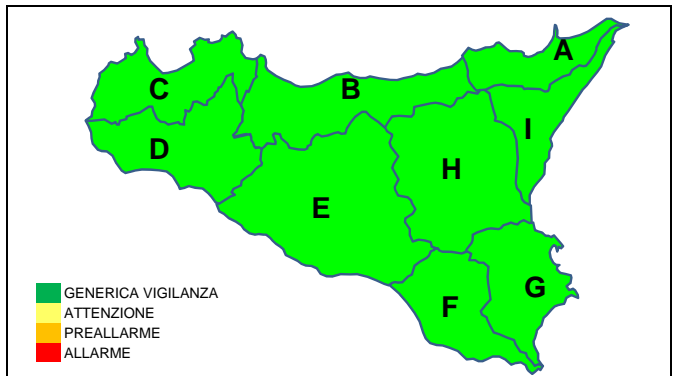 A
C
B
I
D
H
E
G
F
GENERICA VIGILANZA
ATTENZIONE
PREALLARME
ALLARME